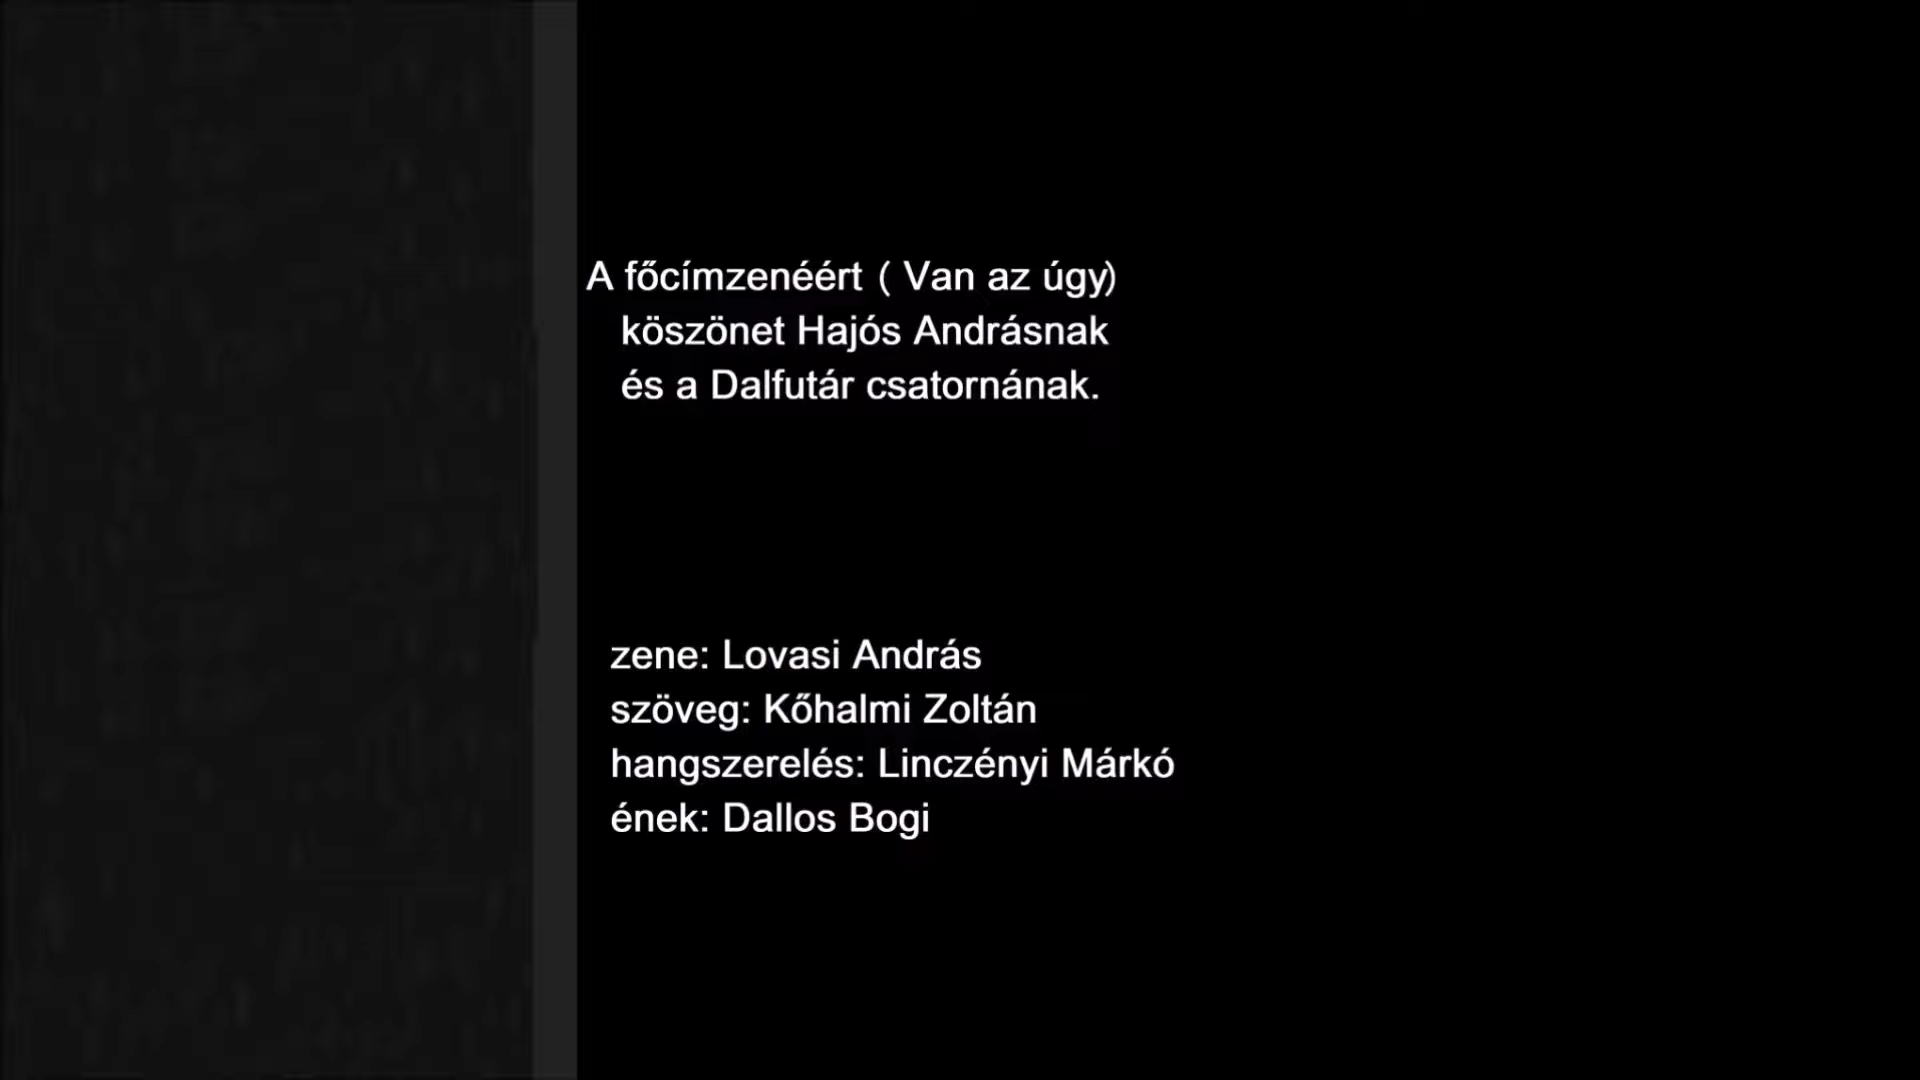 A főcímzenéért ( Van az úgy)
köszönet Hajós Andrásnak
és a Dalfutár csatornának.
zene: Lovasi András
szöveg: Kőhalmi Zoltán
hangszerelés: Linczényi Márkó
ének: Dallos Bogi